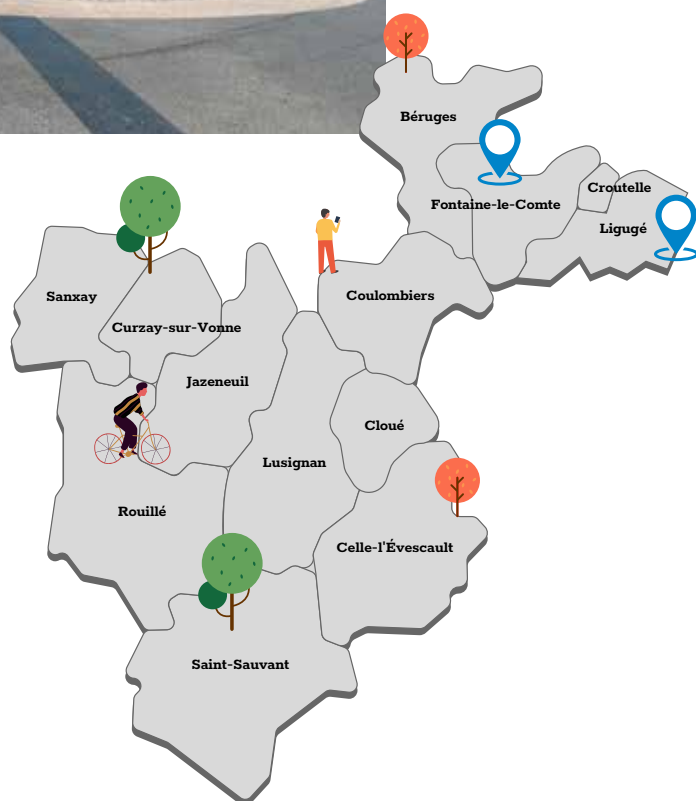 Béruges
Croutelle
Fontaine-le-Comte
Ligugé
Sanxay
Coulombiers
Curzay-sur-Vonne
Jazeneuil
Cloué
Lusignan
Rouillé
Celle-l'Évescault
Saint-Sauvant